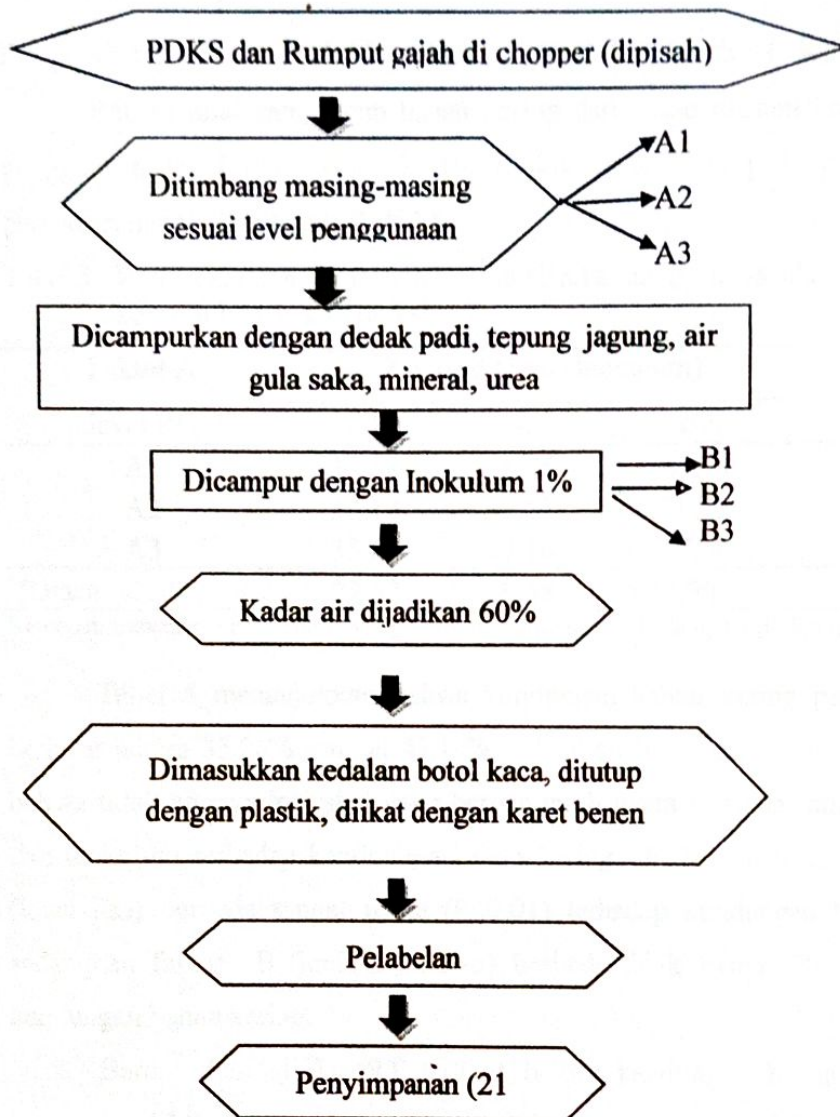 PDKS dan Rumput gajah di chopper (dipisah)
Ditimbang masing-masing
sesuai level penggunaan
A1
A2
A3
Dicampurkan dengan dedak padi, tepung jagung, air
gula saka, mineral, urea
Dicampur dengan Inokulum 1%
B1
B2
B3
Kadar air dijadikan 60%
Dimasukkan kedalam botol kaca, ditutup
dengan plastik, diikat dengan karet benen
Pelabelan
Penyimpanan (21